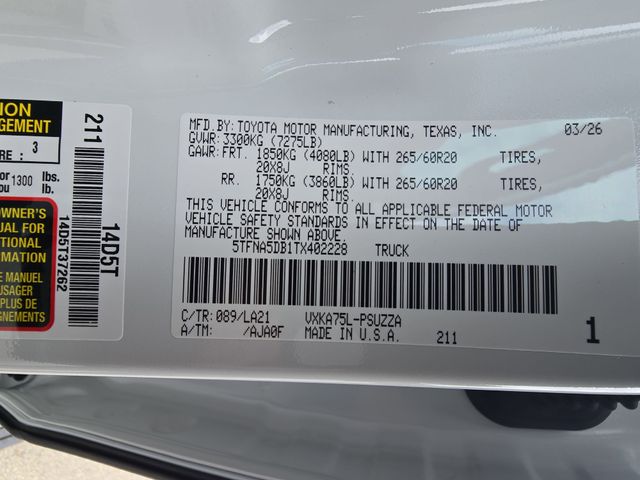 ION
GEMENT
RE : 3
or 1300 lbs.
ou lb.
OWNER'S
UAL FOR
ITIONAL
RMATION
E MANUEL
USAGER
PLUS DE
IGNEMENTS
211
14D5T
14D5T37262
MFD.BY:TOYOTA MOTOR MANUFACTURING, TEXAS, INC. 03/26
GVWR: 3300KG (7275LB)
GAWR:FRT. 1850KG (4080LB) WITH 265/60R20 TIRES,
20X8J RIMS.
RR. 1750KG (3860LB) WITH 265/60R20 TIRES,
20X8J RIMS.
THIS VEHICLE CONFORMS TO ALL APPLICABLE FEDERAL MOTOR
VEHICLE SAFETY STANDARDS IN EFFECT ON THE DATE OF
MANUFACTURE SHOWN ABOVE.
5TFNA5DB1TX402228 TRUCK
C/TR: 089/LA21 VXKA75L-PSUZZA
A/TM: /AJA0F MADE IN U.S.A. 211 1